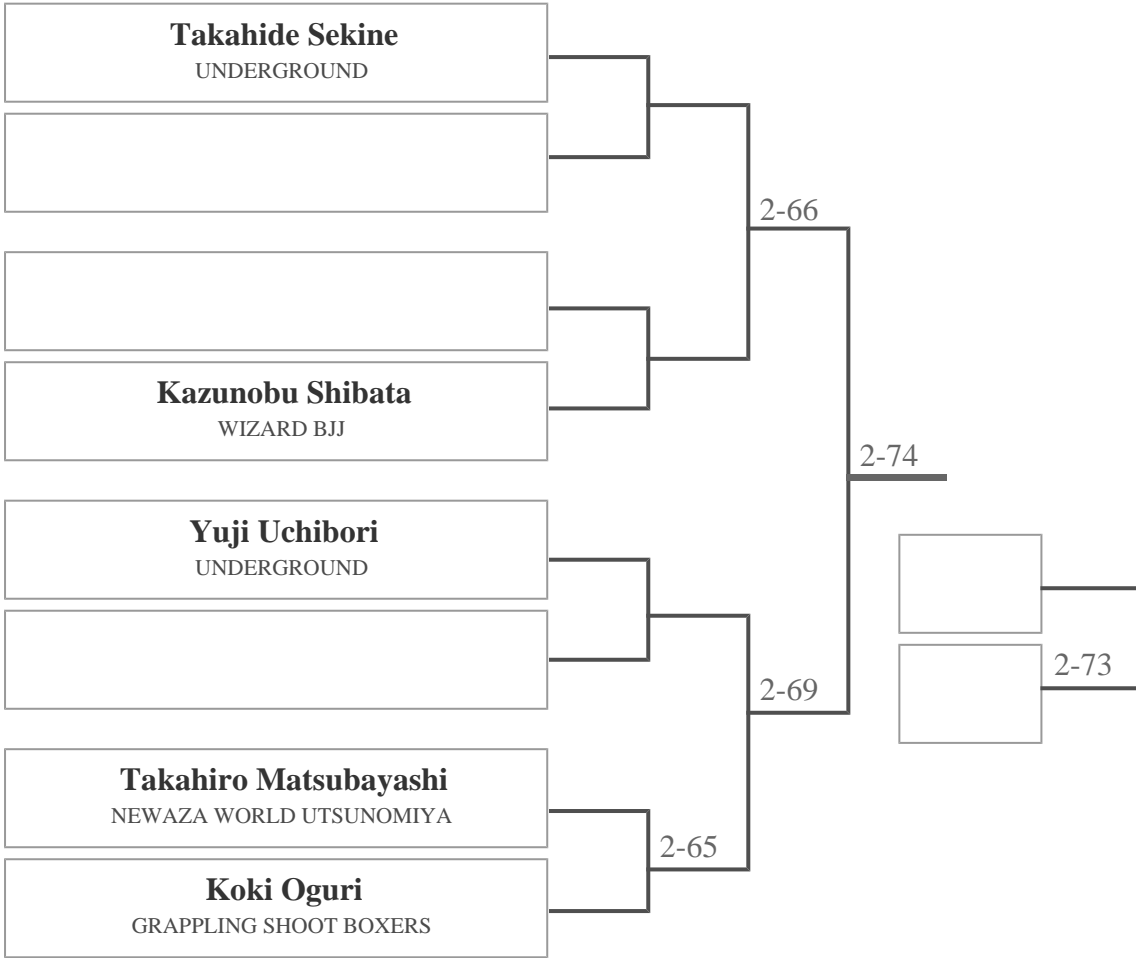 Takahide Sekine
UNDERGROUND
2-66
Kazunobu Shibata
WIZARD BJJ
2-74
Yuji Uchibori
UNDERGROUND
2-73
2-69
Takahiro Matsubayashi
NEWAZA WORLD UTSUNOMIYA
2-65
Koki Oguri
GRAPPLING SHOOT BOXERS